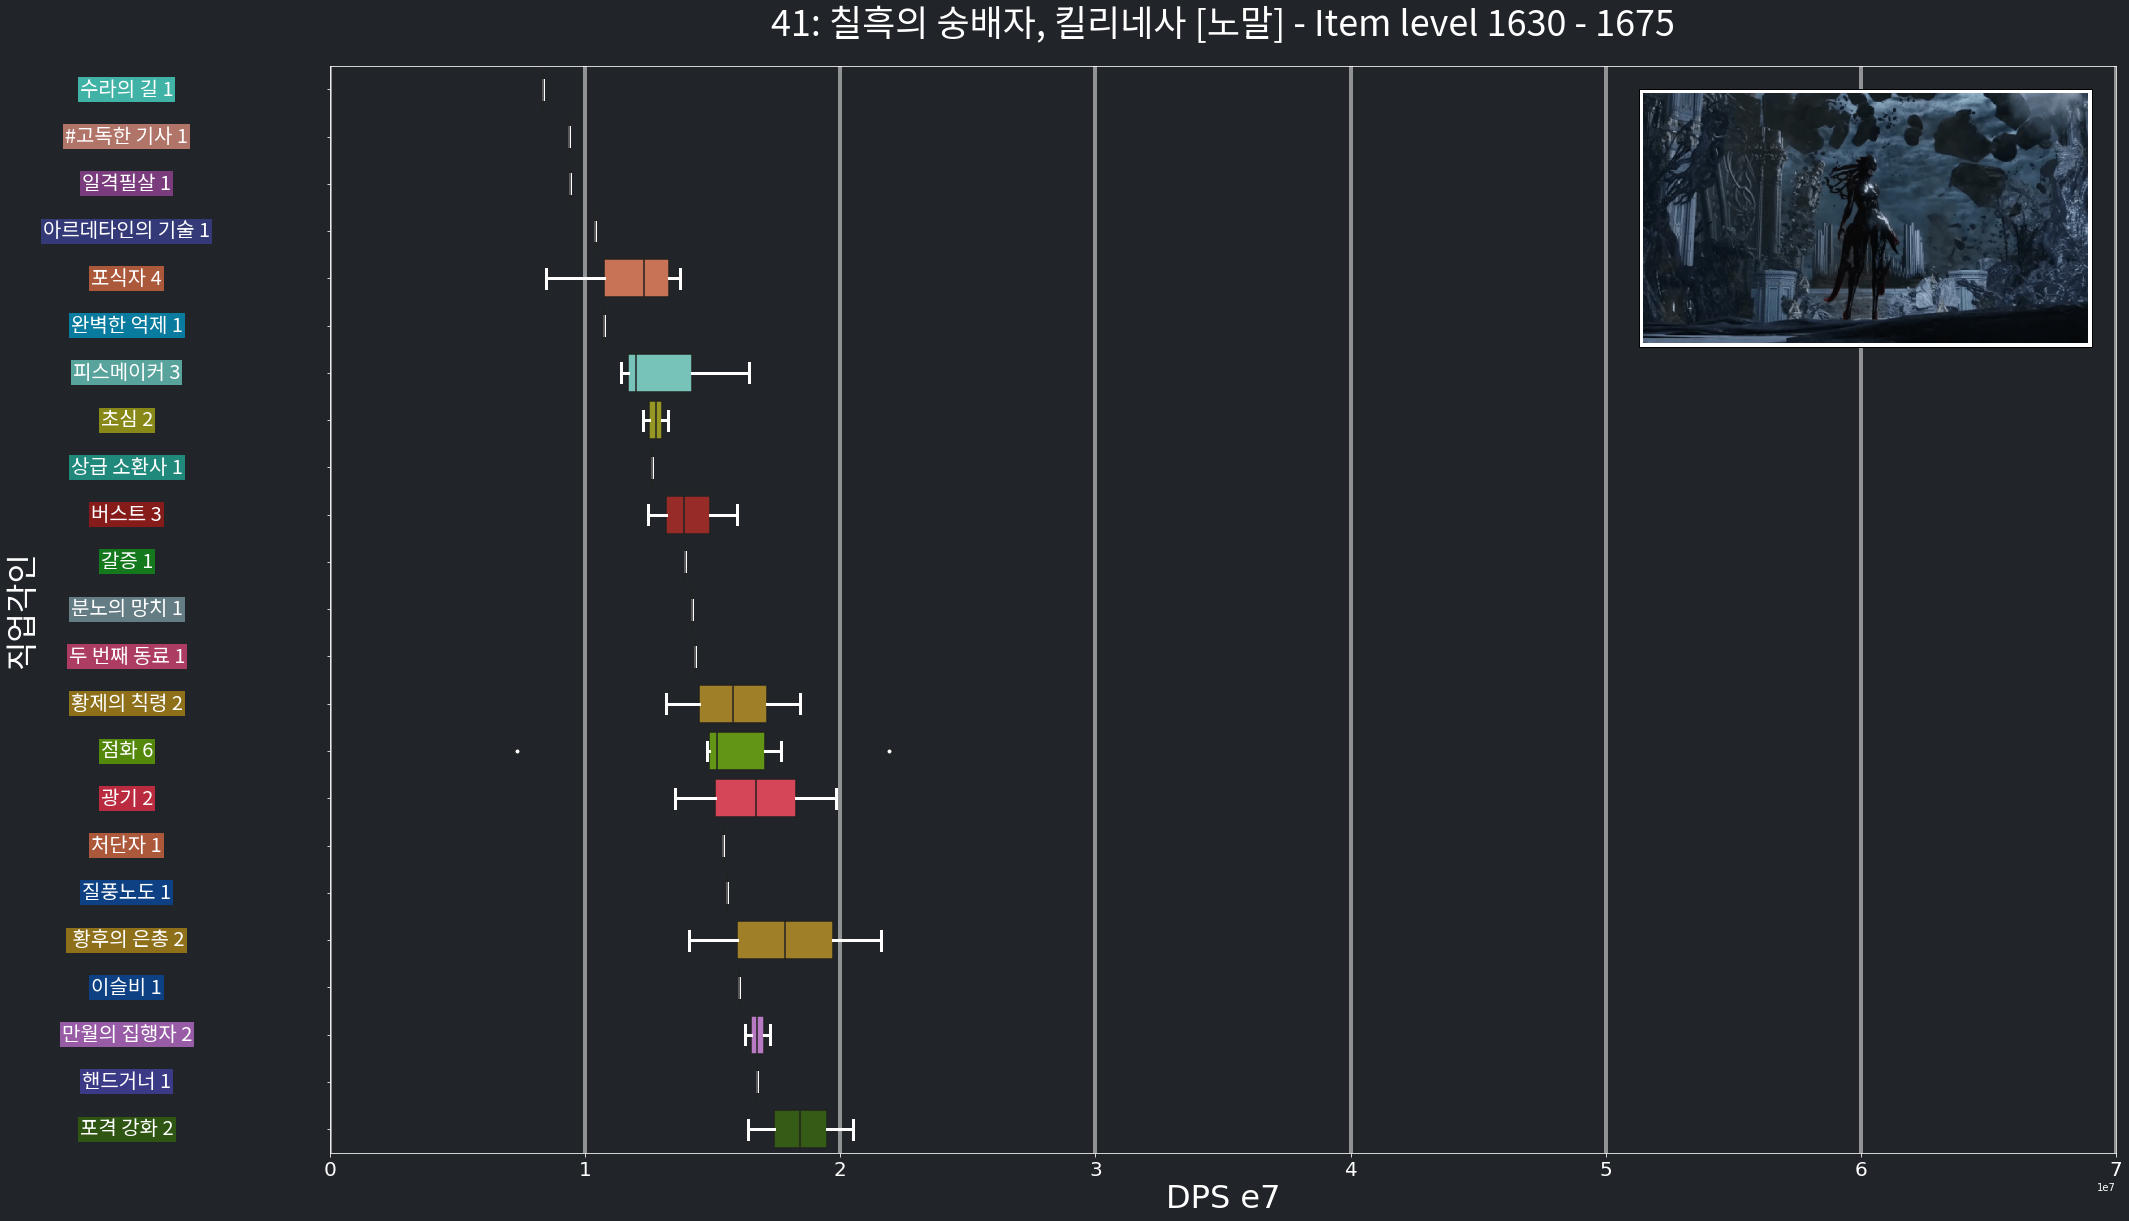 41: 칠흑의 숭배자, 킬리네사 [노말] - Item level 1630 - 1675
직업각인
수라의 길 1
#고독한 기사 1
일격필살 1
아르데타인의 기술 1
포식자 4
완벽한 억제 1
피스메이커 3
초심 2
상급 소환사 1
버스트 3
갈증 1
분노의 망치 1
두 번째 동료 1
황제의 칙령 2
점화 6
광기 2
처단자 1
질풍노도 1
황후의 은총 2
이슬비 1
만월의 집행자 2
핸드거너 1
포격 강화 2
0 1 2 3 4 5 6 7
1e7
DPS e7